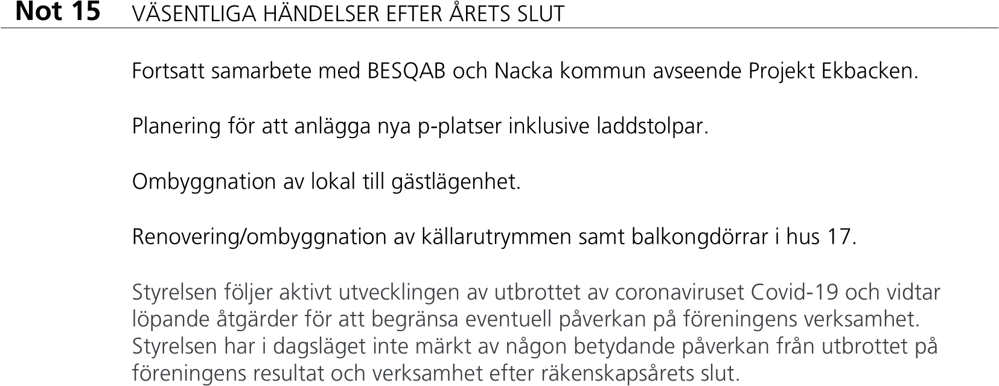 Not 15 VÄSENTLIGA HÄNDELSER EFTER ÅRETS SLUT
Fortsatt samarbete med BESQAB och Nacka kommun avseende Projekt Ekbacken.
Planering för att anlägga nya p-platser inklusive laddstolpar.
Ombyggnation av lokal till gästlägenhet.
Renovering/ombyggnation av källarutrymmen samt balkongdörrar i hus 17.
Styrelsen följer aktivt utvecklingen av utbrottet av coronaviruset Covid-19 och vidtar
löpande åtgärder för att begränsa eventuell påverkan på föreningens verksamhet.
Styrelsen har i dagsläget inte märkt av någon betydande påverkan från utbrottet på
föreningens resultat och verksamhet efter räkenskapsårets slut.